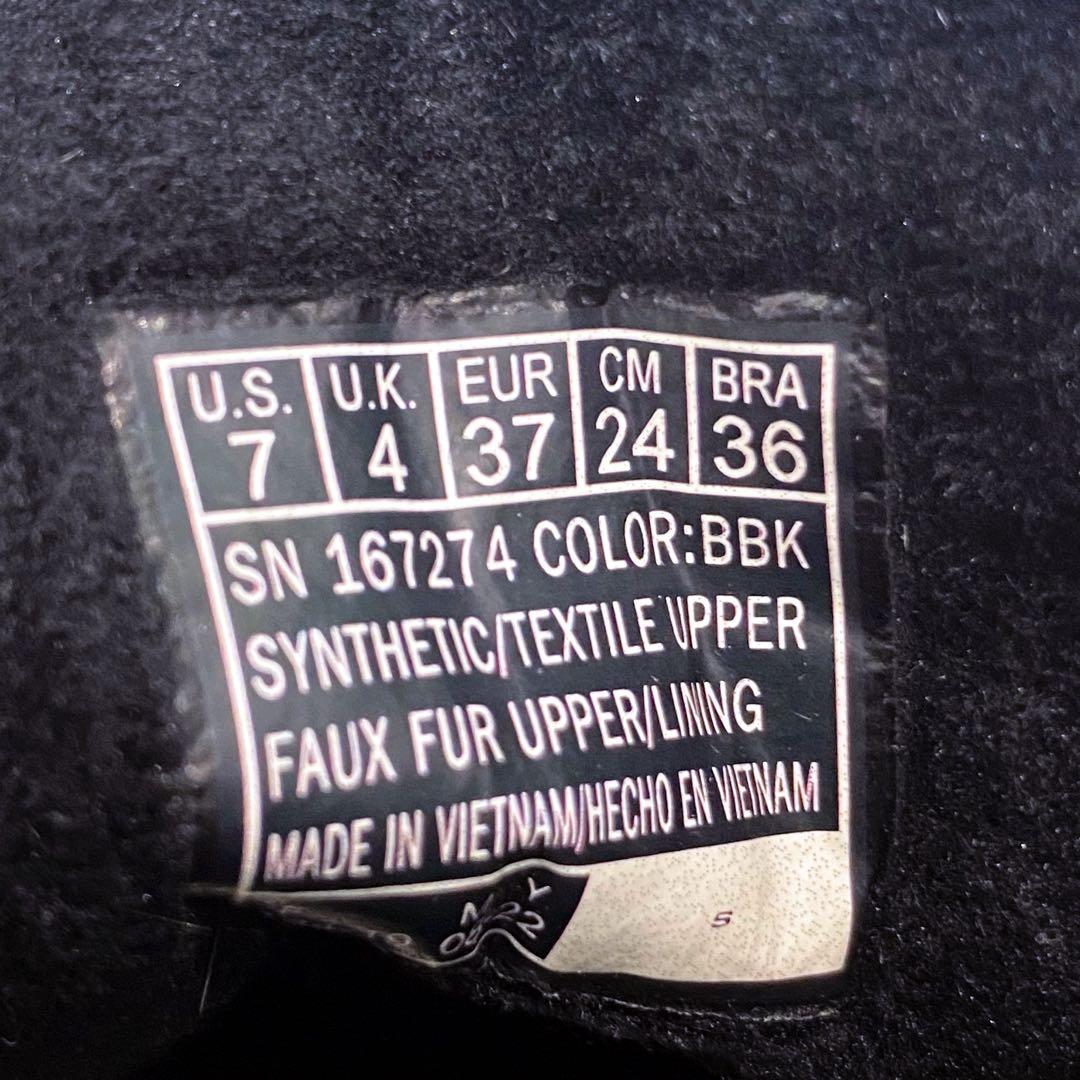 U.S. U.K. EUR CM BRA
7 4 37 24 36
SN 167274 COLOR:BBK
SYNTHETIC/TEXTILE UPPER
FAUX FUR UPPER/LINING
MADE IN VIETNAM/HECHO EN VIETNAM
S